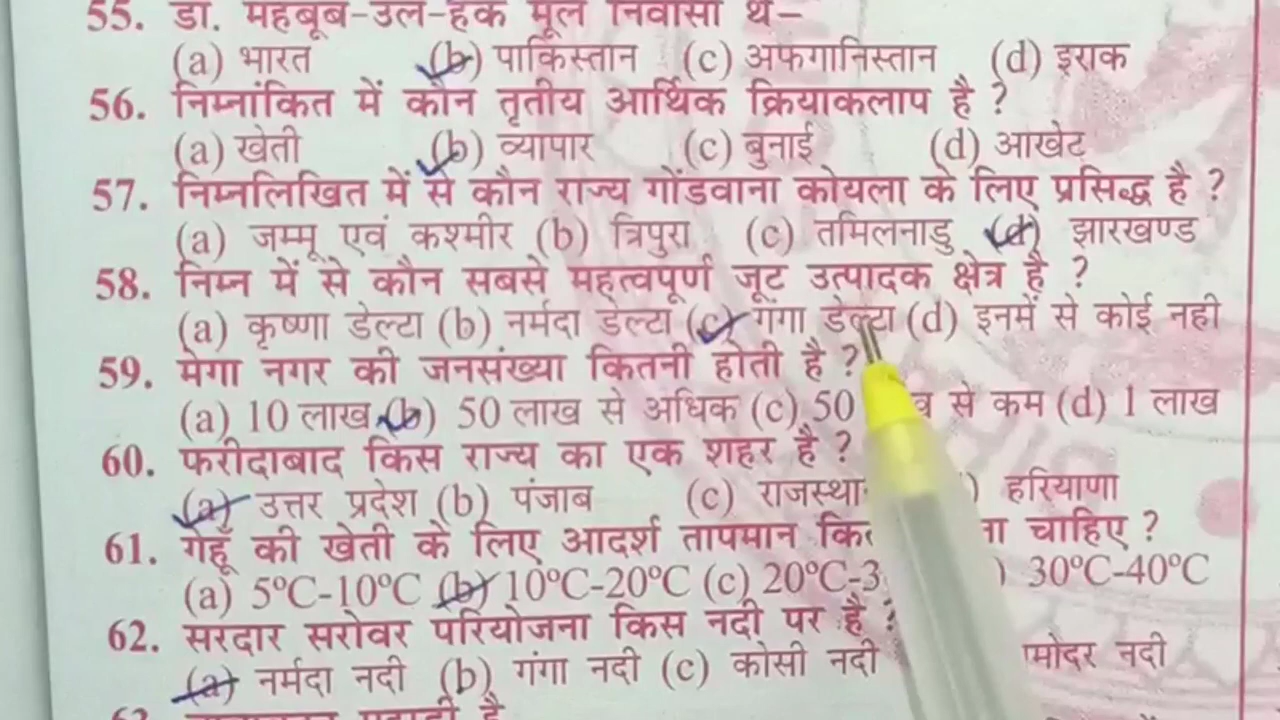 55. डा. महबूब-उल-हक मूल निवासी थे–
(a) भारत (b) पाकिस्तान (c) अफगानिस्तान (d) इराक
56. निम्नांकित में कौन तृतीय आर्थिक क्रियाकलाप है ?
(a) खेती (b) व्यापार (c) बुनाई (d) आखेट
57. निम्नलिखित में से कौन राज्य गोंडवाना कोयला के लिए प्रसिद्ध है ?
(a) जम्मू एवं कश्मीर (b) त्रिपुरा (c) तमिलनाडु (d) झारखण्ड
58. निम्न में से कौन सबसे महत्वपूर्ण जूट उत्पादक क्षेत्र है ?
(a) कृष्णा डेल्टा (b) नर्मदा डेल्टा (c) गंगा डेल्टा (d) इनमें से कोई नही
59. मेगा नगर की जनसंख्या कितनी होती है ?
(a) 10 लाख (b) 50 लाख से अधिक (c) 50 से कम (d) 1 लाख
60. फरीदाबाद किस राज्य का एक शहर है ?
(a) उत्तर प्रदेश (b) पंजाब (c) हरियाणा
61. गेहूँ की खेती के लिए आदर्श तापमान चाहिए ?
(a) 5°C-10°C (b) 10°C-20°C (c) 20°C-3 30°C-40°C
62. सरदार सरोवर परियोजना किस नदी पर है ?
(a) नर्मदा नदी (b) गंगा नदी (c) कोसी नदी नदी